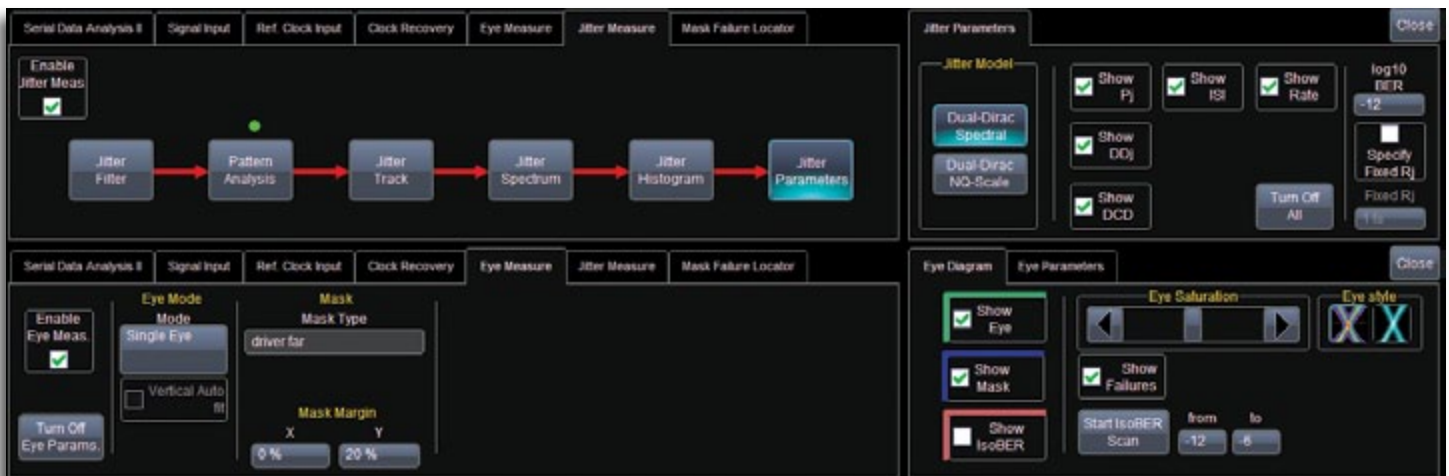 Serial Data Analysis II Signal Input Ref. Clock Input Clock Recovery Eye Measure Jitter Measure Mask Failure Locator
Enable
Jitter Meas
Jitter
Filter
Pattern
Analysis
Jitter
Track
Jitter
Spectrum
Jitter
Histogram
Jitter
Parameters
Jitter Parameters
Close
Jitter Model
Dual-Dirac
Spectral
Dual-Dirac
NQ-Scale
Show
Pj
Show
ISI
Show
Rate
Show
DDj
Show
DCD
Turn Off
All
log10
BER
-12
Specify
Fixed Rj
Fixed Rj
1 fs
Serial Data Analysis II Signal Input Ref. Clock Input Clock Recovery Eye Measure Jitter Measure Mask Failure Locator
Enable
Eye Meas.
Turn Off
Eye Params.
Eye Mode
Mode
Single Eye
Vertical Auto
fit
Mask
Mask Type
driver far
Mask Margin
X Y
0 % 20 %
Eye Diagram Eye Parameters
Close
Show
Eye
Show
Mask
Show
IsoBER
Eye Saturation
Eye style
Show
Failures
Start IsoBER
Scan
from to
-12 -6